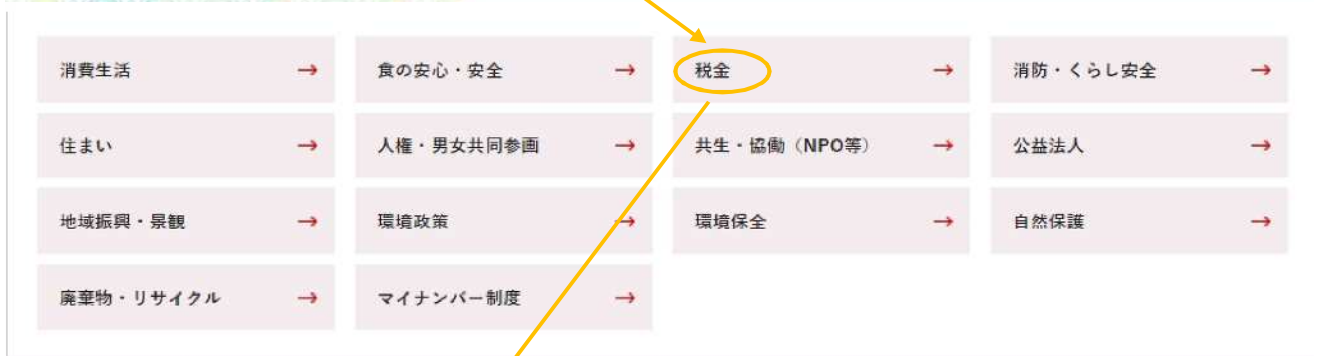 消費生活 → 食の安心・安全 → 税金 → 消防・くらし安全 →
住まい → 人権・男女共同参画 → 共生・協働（NPO等） → 公益法人 →
地域振興・景観 → 環境政策 → 環境保全 → 自然保護 →
廃棄物・リサイクル → マイナンバー制度 →